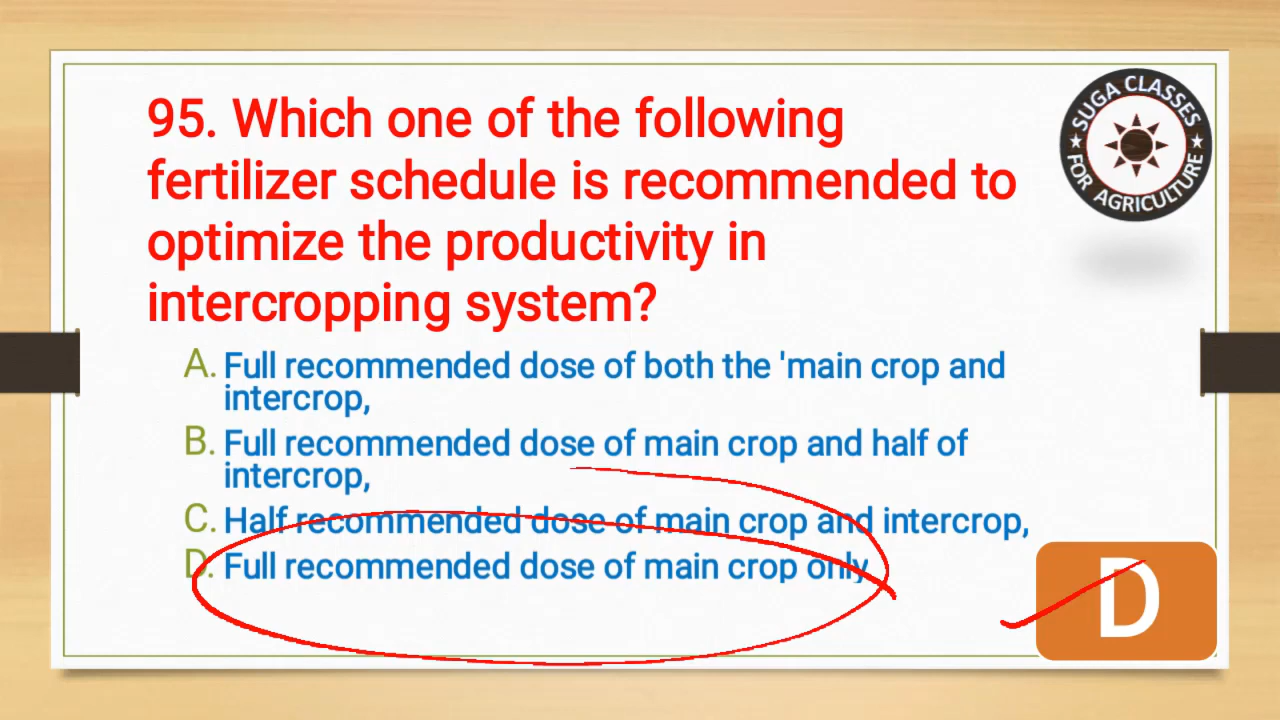 SUGA CLASSES
FOR AGRICULTURE
95. Which one of the following
fertilizer schedule is recommended to
optimize the productivity in
intercropping system?
A. Full recommended dose of both the 'main crop and
intercrop,
B. Full recommended dose of main crop and half of
intercrop,
C. Half recommended dose of main crop and intercrop,
D. Full recommended dose of main crop only
D